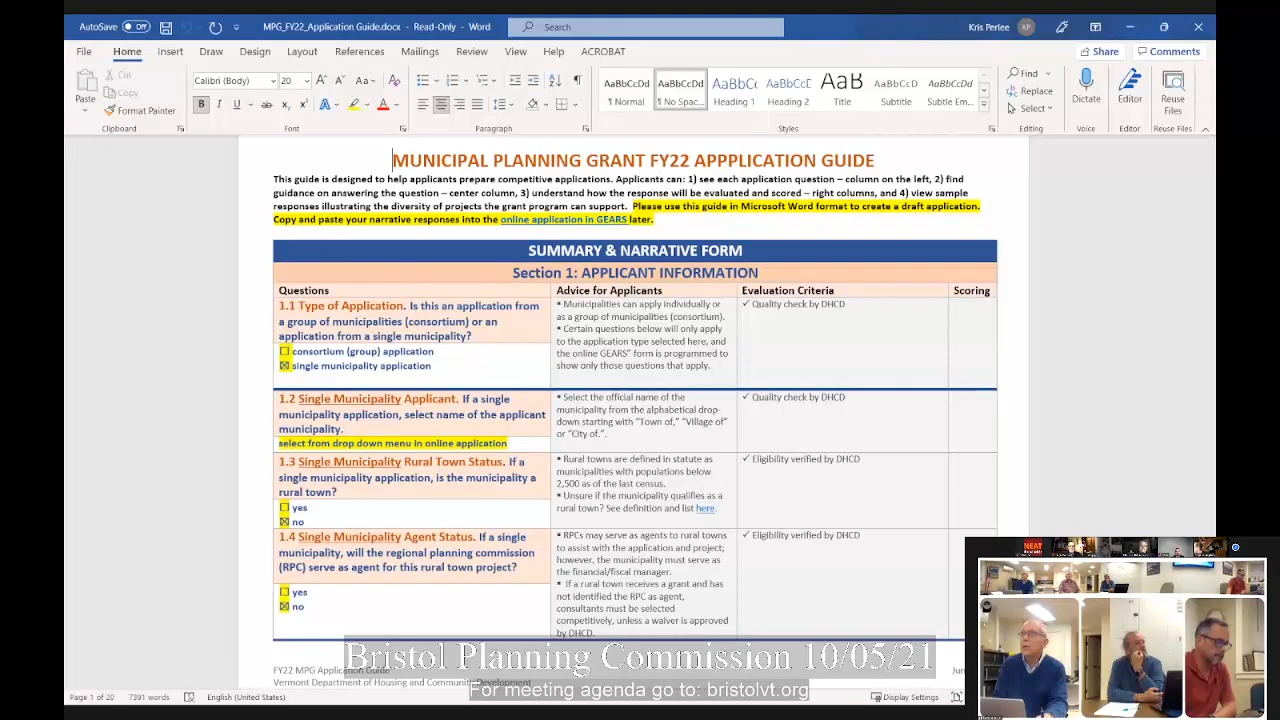 AutoSave Off MPG_FY22_Application Guide.docx - Read-Only - Word Search Kris Perlee KP
File Home Insert Draw Design Layout References Mailings Review View Help ACROBAT Share Comments
Paste Cut Copy Format Painter
Calibri (Body) 20
AaBbCcDd AaBbCcDd AaBbCc AaBbCcC AaB AaBbCcD AaBbCcDd
¶ Normal ¶ No Spac... Heading 1 Heading 2 Title Subtitle Subtle Em...
Find Replace Select Dictate Editor Reuse Files
Clipboard Font Paragraph Styles Editing Voice Editor Reuse Files
MUNICIPAL PLANNING GRANT FY22 APPPLICATION GUIDE
This guide is designed to help applicants prepare competitive applications. Applicants can: 1) see each application question – column on the left, 2) find
guidance on answering the question – center column, 3) understand how the response will be evaluated and scored – right columns, and 4) view sample
responses illustrating the diversity of projects the grant program can support. Please use this guide in Microsoft Word format to create a draft application.
Copy and paste your narrative responses into the online application in GEARS later.
SUMMARY & NARRATIVE FORM
Section 1: APPLICANT INFORMATION
Questions Advice for Applicants Evaluation Criteria Scoring
1.1 Type of Application. Is this an application from
a group of municipalities (consortium) or an
application from a single municipality?
☐ consortium (group) application
☒ single municipality application
▪ Municipalities can apply individually or
as a group of municipalities (consortium).
▪ Certain questions below will only apply
to the application type selected here, and
the online GEARS” form is programmed to
show only those questions that apply.
✓ Quality check by DHCD
1.2 Single Municipality Applicant. If a single
municipality application, select name of the applicant
municipality.
select from drop down menu in online application
▪ Select the official name of the
municipality from the alphabetical drop-
down starting with “Town of,” “Village of”
or “City of.”.
✓ Quality check by DHCD
1.3 Single Municipality Rural Town Status. If a
single municipality application, is the municipality a
rural town?
☐ yes
☒ no
▪ Rural towns are defined in statute as
municipalities with populations below
2,500 as of the last census.
▪ Unsure if the municipality qualifies as a
rural town? See definition and list here.
✓ Eligibility verified by DHCD
1.4 Single Municipality Agent Status. If a single
municipality, will the regional planning commission
(RPC) serve as agent for this rural town project?
☐ yes
☒ no
▪ RPCs may serve as agents to rural towns
to assist with the application and project;
however, the municipality must serve as
the financial/fiscal manager.
▪ If a rural town receives a grant and has
not identified the RPC as agent,
consultants must be selected
competitively, unless a waiver is approved
by DHCD.
✓ Eligibility verified by DHCD
Bristol Planning Commission 10/05/21
FY22 MPG Application Guide
Vermont Department of Housing and Community Development
For meeting agenda go to: bristolvt.org
NEAT
Page 1 of 20 7391 words English (United States) Display Settings